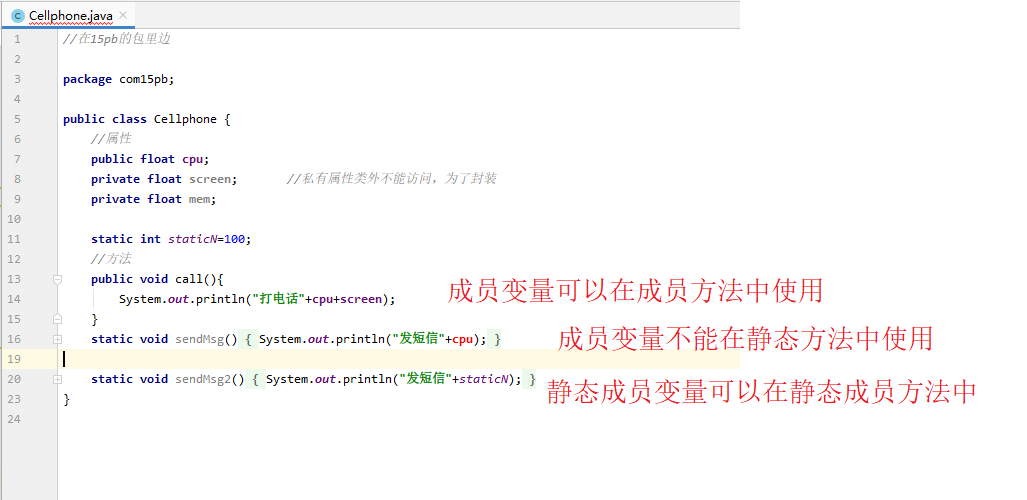 Cellphone.java
1 //在15pb的包里边
2
3 package com15pb;
4
5 public class Cellphone {
6 //属性
7 public float cpu;
8 private float screen; //私有属性类外不能访问，为了封装
9 private float mem;
10
11 static int staticN=100;
12 //方法
13 public void call(){
14 System.out.println("打电话"+cpu+screen); 成员变量可以在成员方法中使用
15 }
16 static void sendMsg() { System.out.println("发短信"+cpu); } 成员变量不能在静态方法中使用
19
20 static void sendMsg2() { System.out.println("发短信"+staticN); } 静态成员变量可以在静态成员方法中
23 }
24